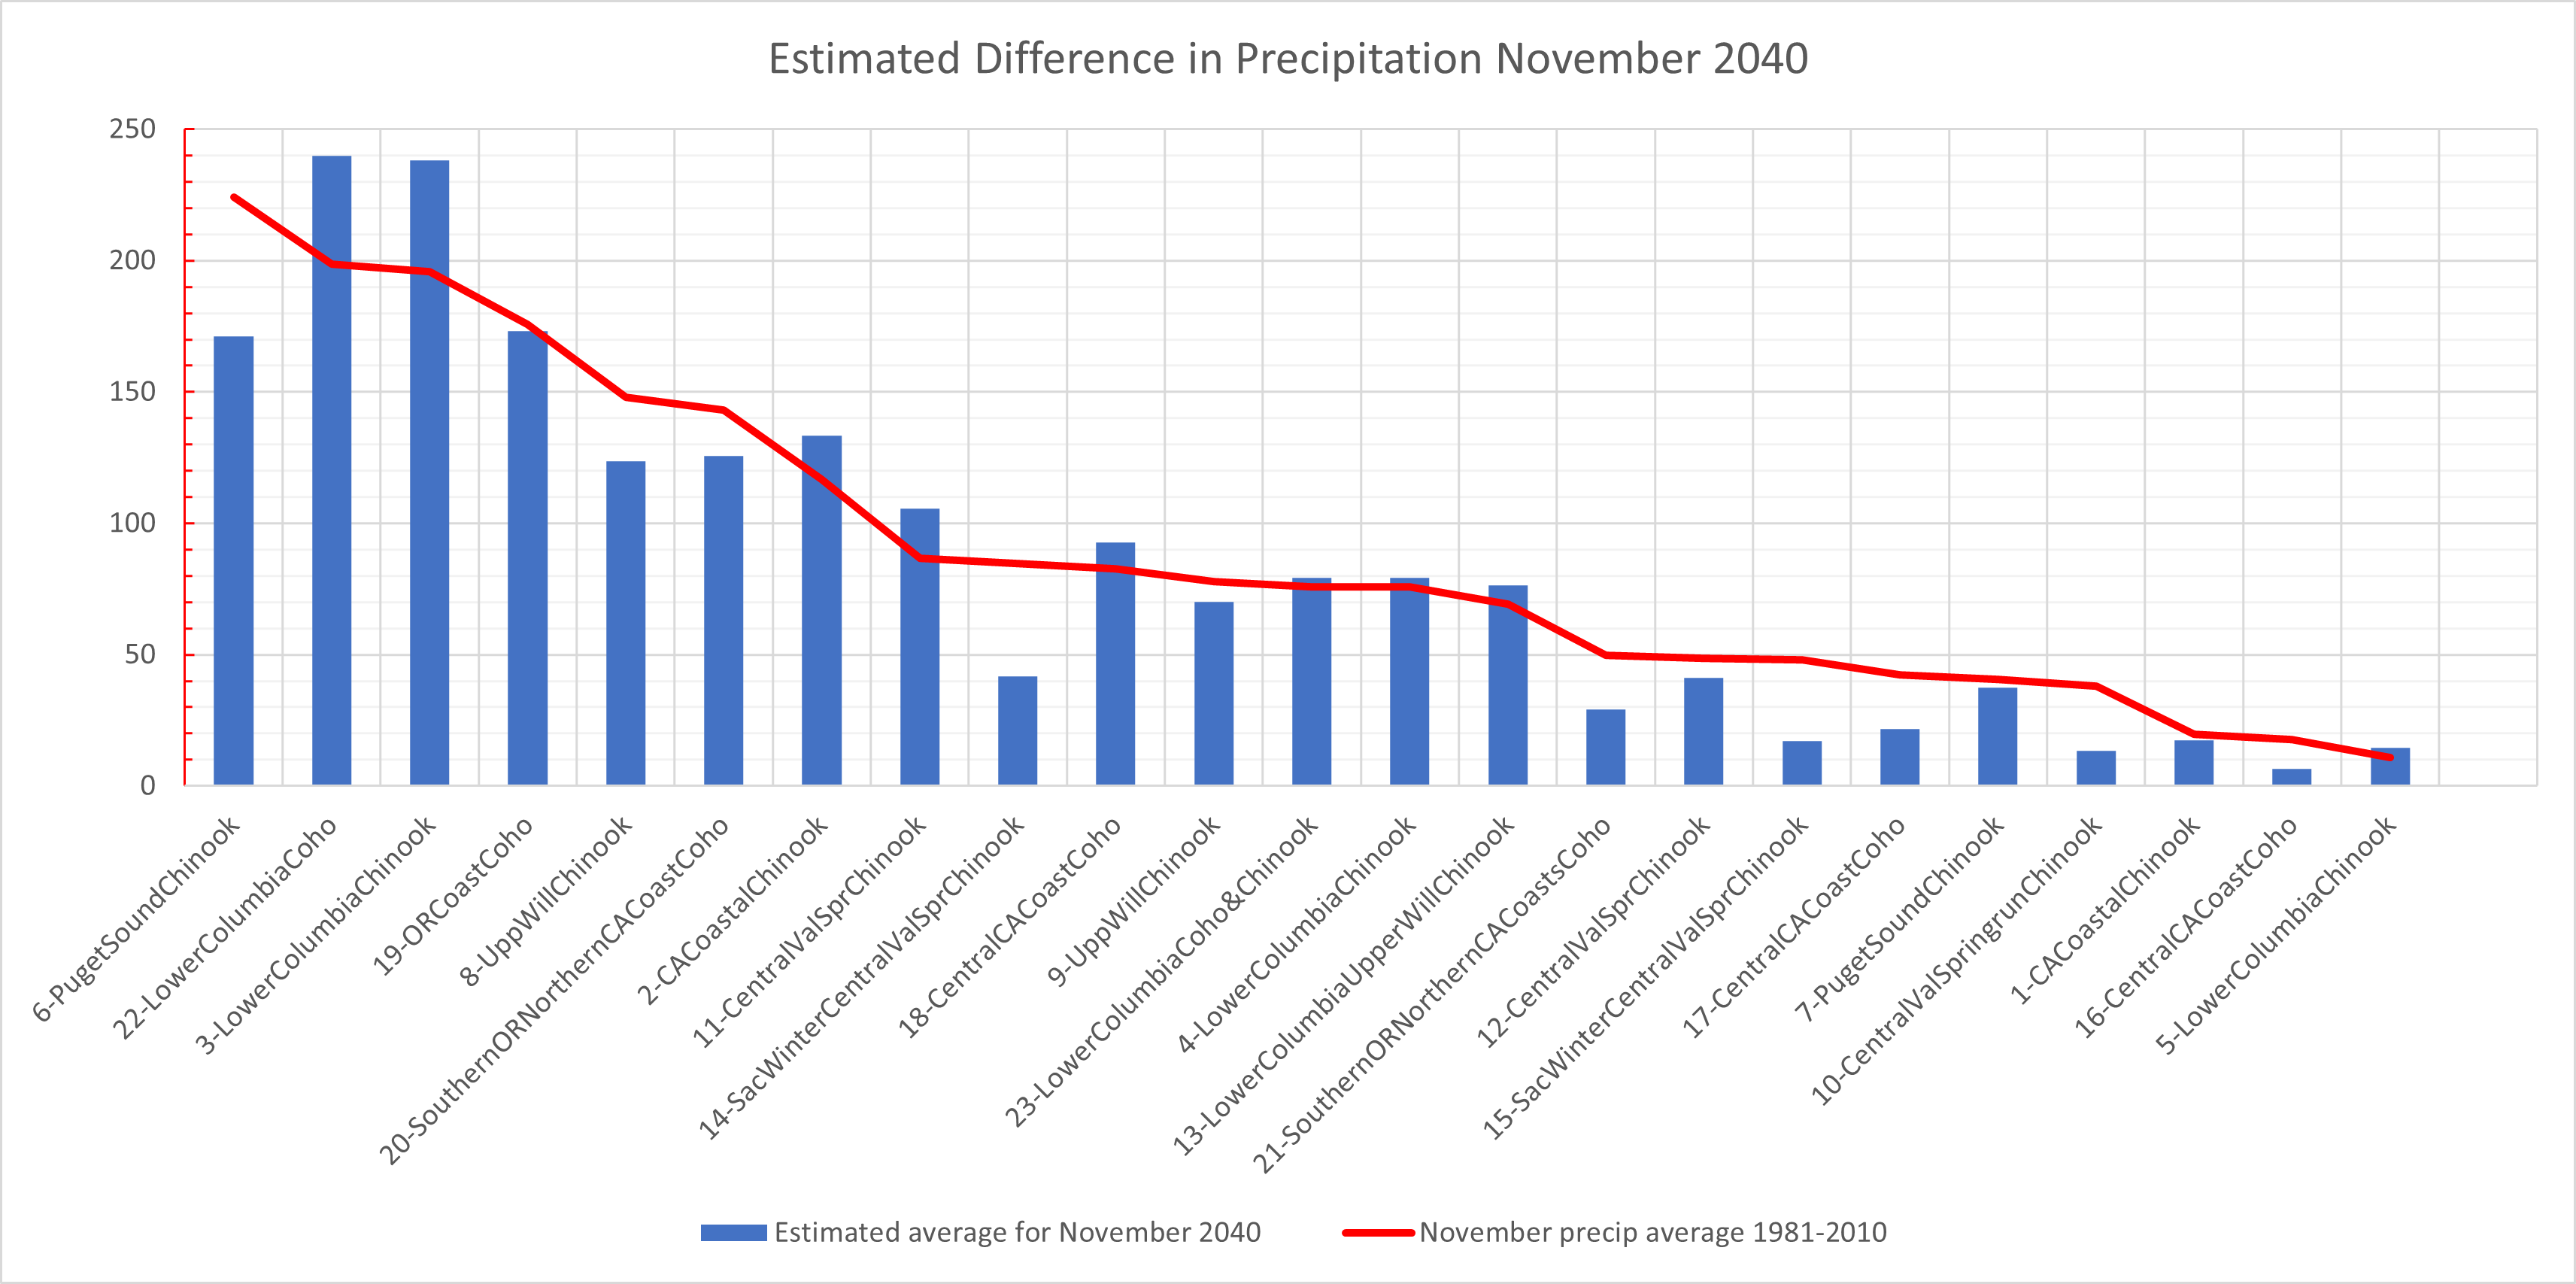 Estimated Difference in Precipitation November 2040
250
200
150
100
50
0
6-PugetSoundChinook
22-LowerColumbiaCoho
3-LowerColumbiaChinook
19-ORCoastCoho
8-UppWillChinook
20-SouthernORNorthernCACoastCoho
2-CACoastalChinook
11-CentralValSprChinook
14-SacWinterCentralValSprChinook
18-CentralCACoastCoho
9-UppWillChinook
23-LowerColumbiaCoho&Chinook
4-LowerColumbiaChinook
13-LowerColumbiaUpperWillChinook
21-SouthernORNorthernCACoastsCoho
12-CentralValSprChinook
15-SacWinterCentralValSprChinook
17-CentralCACoastCoho
7-PugetSoundChinook
10-CentralValSpringrunChinook
1-CACoastalChinook
16-CentralCACoastCoho
5-LowerColumbiaChinook
Estimated average for November 2040
November precip average 1981-2010